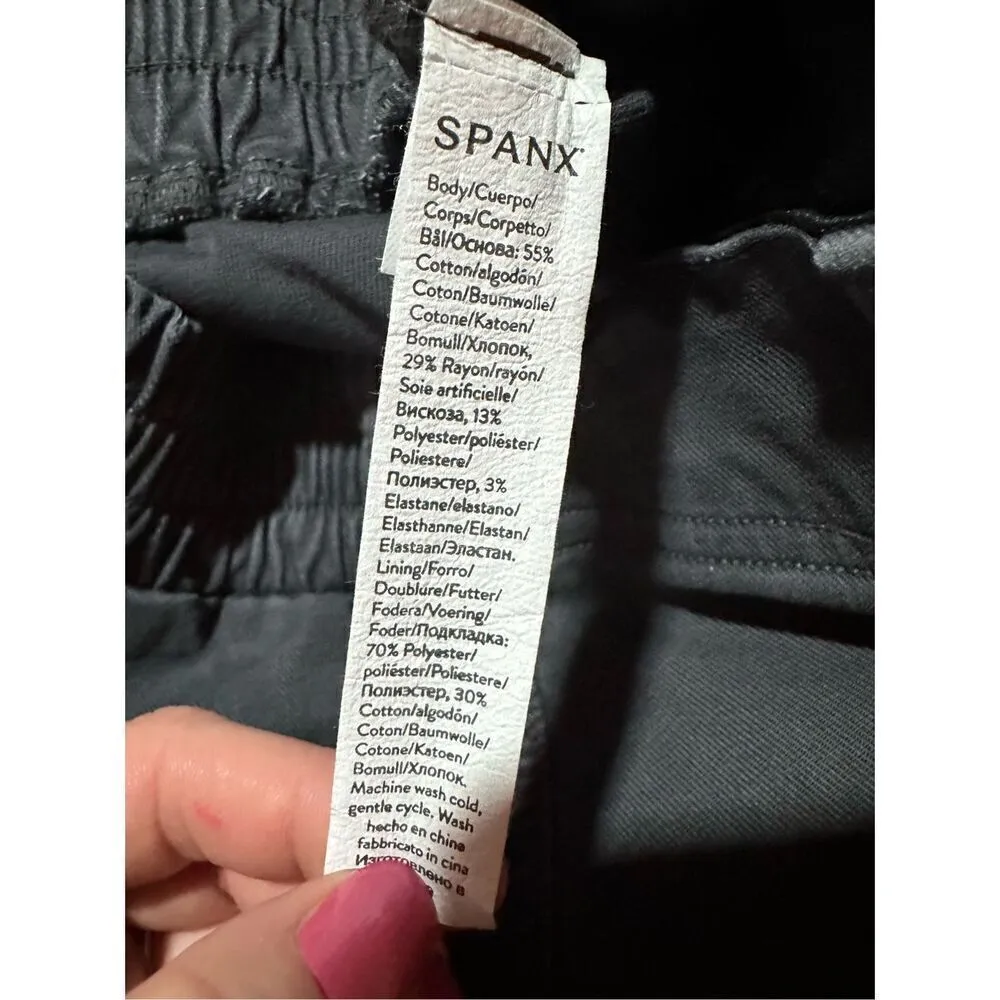 SPANX
Body/Cuerpo/
Corps/Corpetto/
Bål/Основа: 55%
Cotton/algodón/
Coton/Baumwolle/
Cotone/Katoen/
Bomull/Хлопок,
29% Rayon/rayón/
Soie artificielle/
Вискоза, 13%
Polyester/poliéster/
Poliestere/
Полиэстер, 3%
Elastane/elastano/
Elasthanne/Elastan/
Elastaan/Эластан.
Lining/Forro/
Doublure/Futter/
Fodera/Voering/
Foder/Подкладка:
70% Polyester/
poliéster/Poliestere/
Полиэстер, 30%
Cotton/algodón/
Coton/Baumwolle/
Cotone/Katoen/
Bomull/Хлопок.
Machine wash cold,
gentle cycle. Wash
hecho en china
fabbricato in cina
Изготовлено в